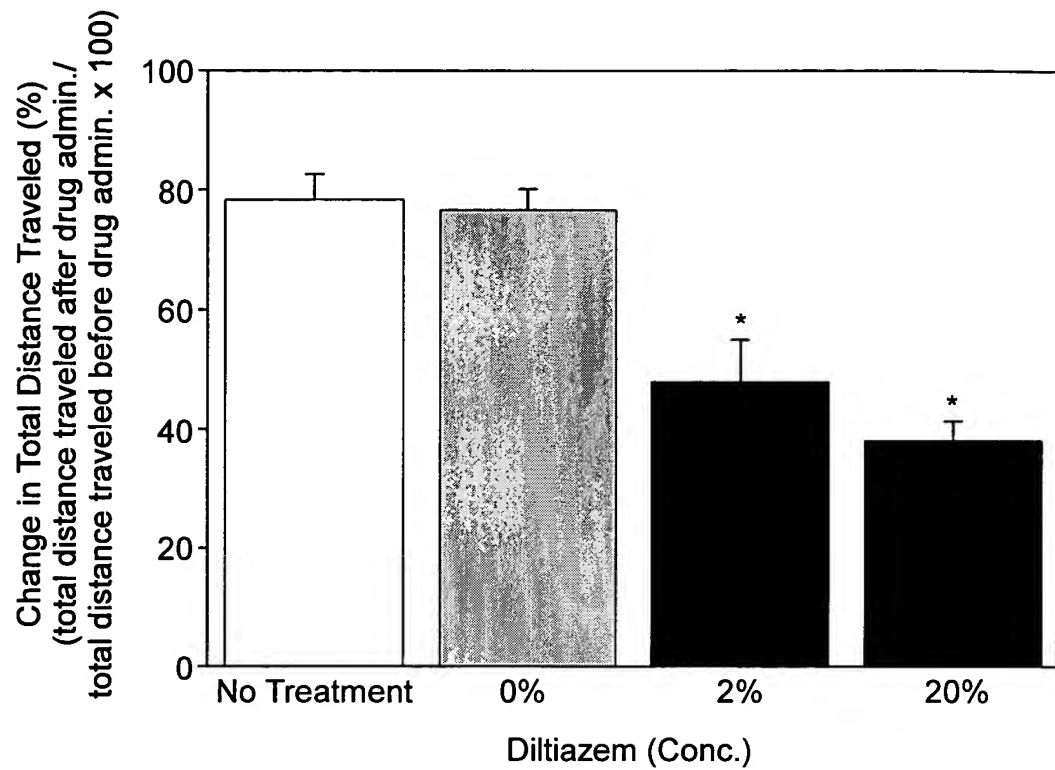 Change in Total Distance Traveled (%)
(total distance traveled after drug admin./
total distance traveled before drug admin. x 100)
100
80
60
40
20
0
*
*
No Treatment
0%
2%
20%
Diltiazem (Conc.)